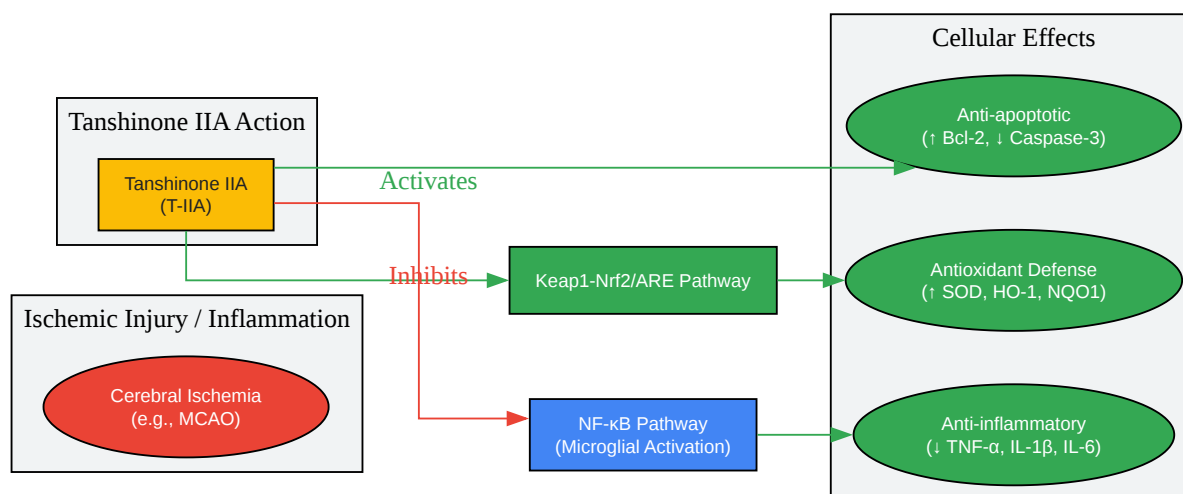 Tanshinone IIA Action
Tanshinone IIA
(T-IIA)
Activates
Inhibits
Ischemic Injury / Inflammation
Cerebral Ischemia
(e.g., MCAO)
Keap1-Nrf2/ARE Pathway
NF-κB Pathway
(Microglial Activation)
Cellular Effects
Anti-apoptotic
(↑ Bcl-2, ↓ Caspase-3)
Antioxidant Defense
(↑ SOD, HO-1, NQO1)
Anti-inflammatory
(↓ TNF-α, IL-1β, IL-6)